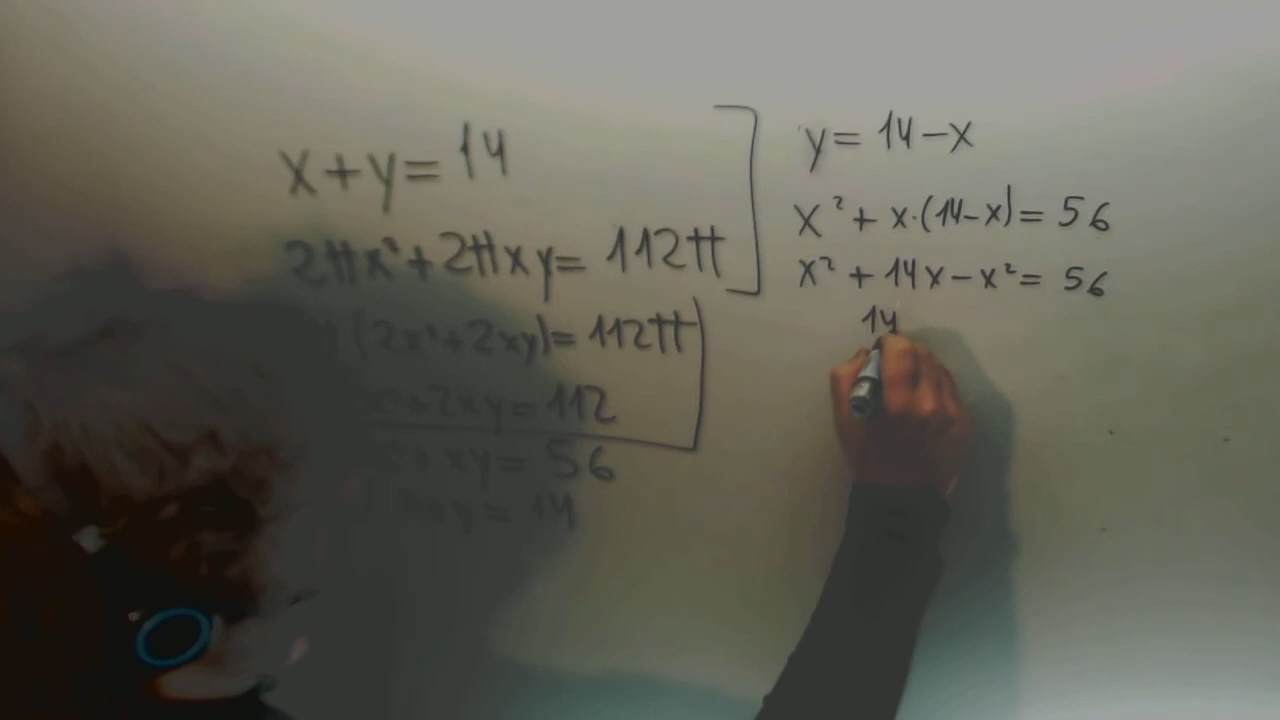 x+y=14
2πx²+2πxy=112π
(2x²+2xy)=112π
+2xy=112
+xy=56
x+y=14
y=14-x
x²+x·(14-x)=56
x²+14x-x²=56
14